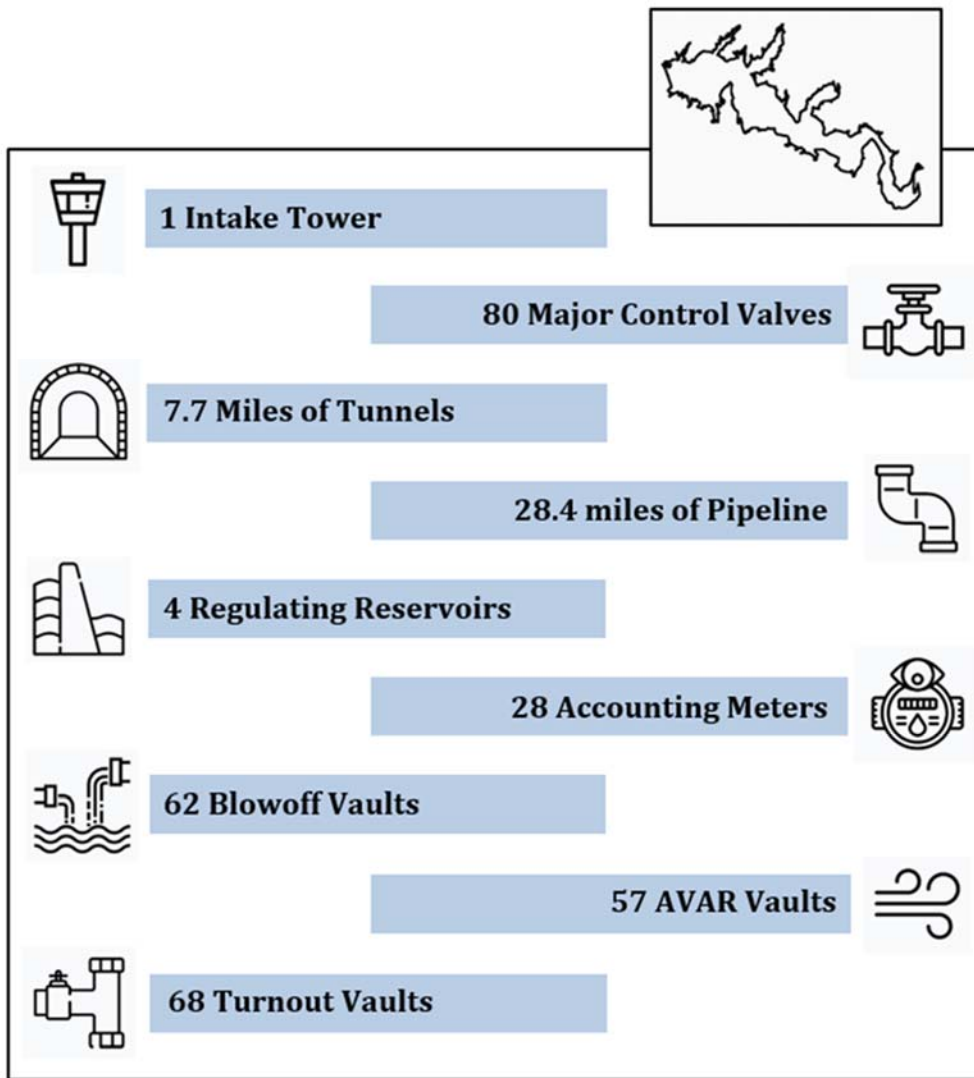 1 Intake Tower
80 Major Control Valves
7.7 Miles of Tunnels
28.4 miles of Pipeline
4 Regulating Reservoirs
28 Accounting Meters
62 Blowoff Vaults
57 AVAR Vaults
68 Turnout Vaults